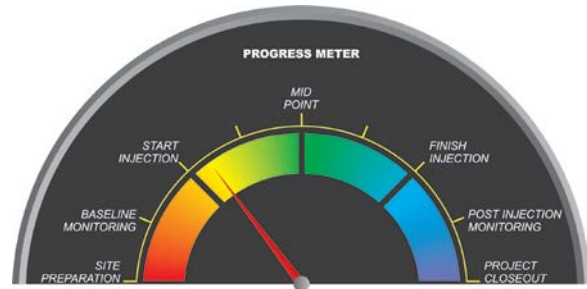 PROGRESS METER
MID
POINT
START
INJECTION
FINISH
INJECTION
BASELINE
MONITORING
POST INJECTION
MONITORING
SITE
PREPARATION
PROJECT
CLOSEOUT